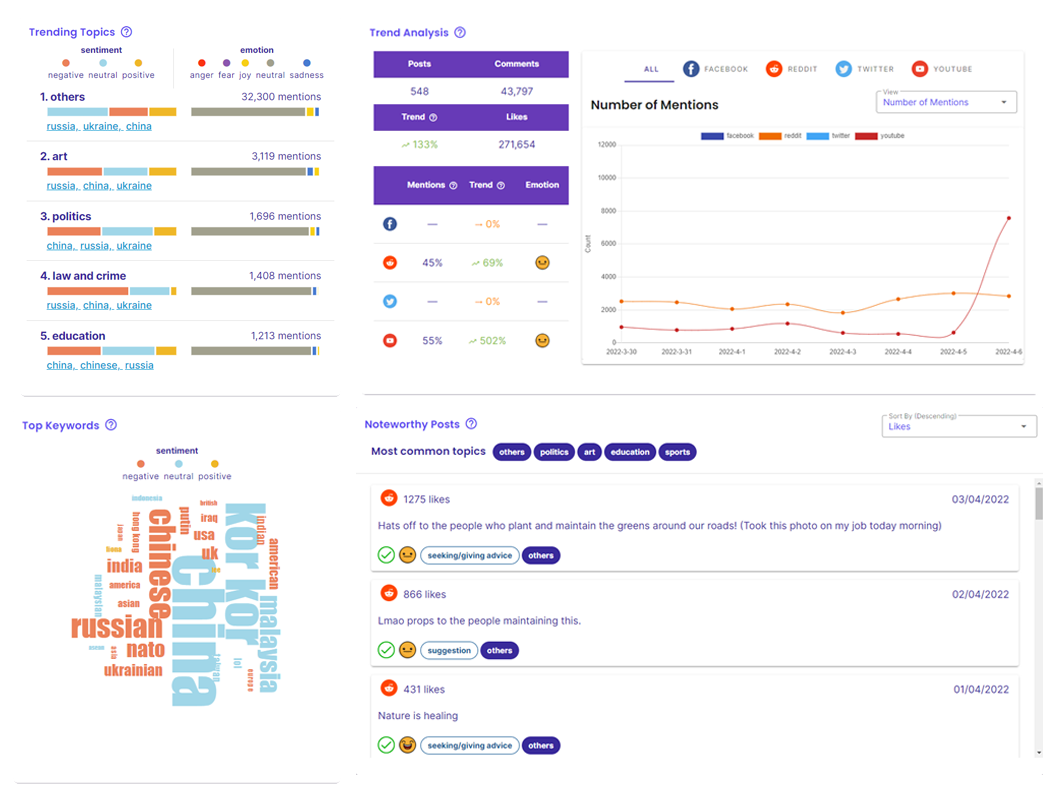 Trending Topics ?
sentiment
negative neutral positive
emotion
anger fear joy neutral sadness
1. others 32,300 mentions
russia, ukraine, china
2. art 3,119 mentions
russia, china, ukraine
3. politics 1,696 mentions
china, russia, ukraine
4. law and crime 1,408 mentions
russia, china, ukraine
5. education 1,213 mentions
china, chinese, russia
Trend Analysis ?
Posts Comments
548 43,797
Trend ? Likes
133% 271,654
Mentions ? Trend ? Emotion
— → 0% —
45% 69%
— → 0% —
55% 502%
ALL FACEBOOK REDDIT TWITTER YOUTUBE
Number of Mentions
View
Number of Mentions
facebook reddit twitter youtube
12000
10000
8000
6000
4000
2000
0
Count
2022-3-30 2022-3-31 2022-4-1 2022-4-2 2022-4-3 2022-4-4 2022-4-5 2022-4-6
Top Keywords ?
sentiment
negative neutral positive
indonesia
british
hong kong
chinese
putin
iraq
usa
uk
kor kor
indian
american
japan
india
america
malaysian
asian
russian
china
malaysia
nato
asia
ukrainian
taiwan
lol
europe
Noteworthy Posts ?
Sort By (Descending)
Likes
Most common topics others politics art education sports
1275 likes 03/04/2022
Hats off to the people who plant and maintain the greens around our roads! (Took this photo on my job today morning)
seeking/giving advice others
866 likes 02/04/2022
Lmao props to the people maintaining this.
suggestion others
431 likes 01/04/2022
Nature is healing
seeking/giving advice others